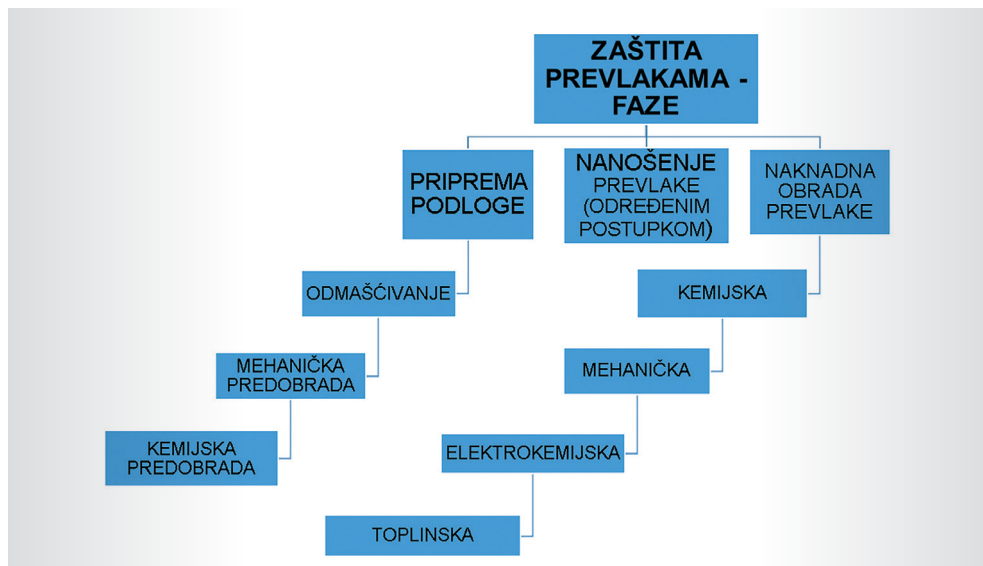 ZAŠTITA
PREVLAKAMA -
FAZE
PRIPREMA
PODLOGE
NANOŠENJE
PREVLAKE
(ODREĐENIM
POSTUPKOM)
NAKNADNA
OBRADA
PREVLAKE
ODMAŠĆIVANJE
KEMIJSKA
MEHANIČKA
PREDOBRADA
MEHANIČKA
KEMIJSKA
PREDOBRADA
ELEKTROKEMIJSKA
TOPLINSKA